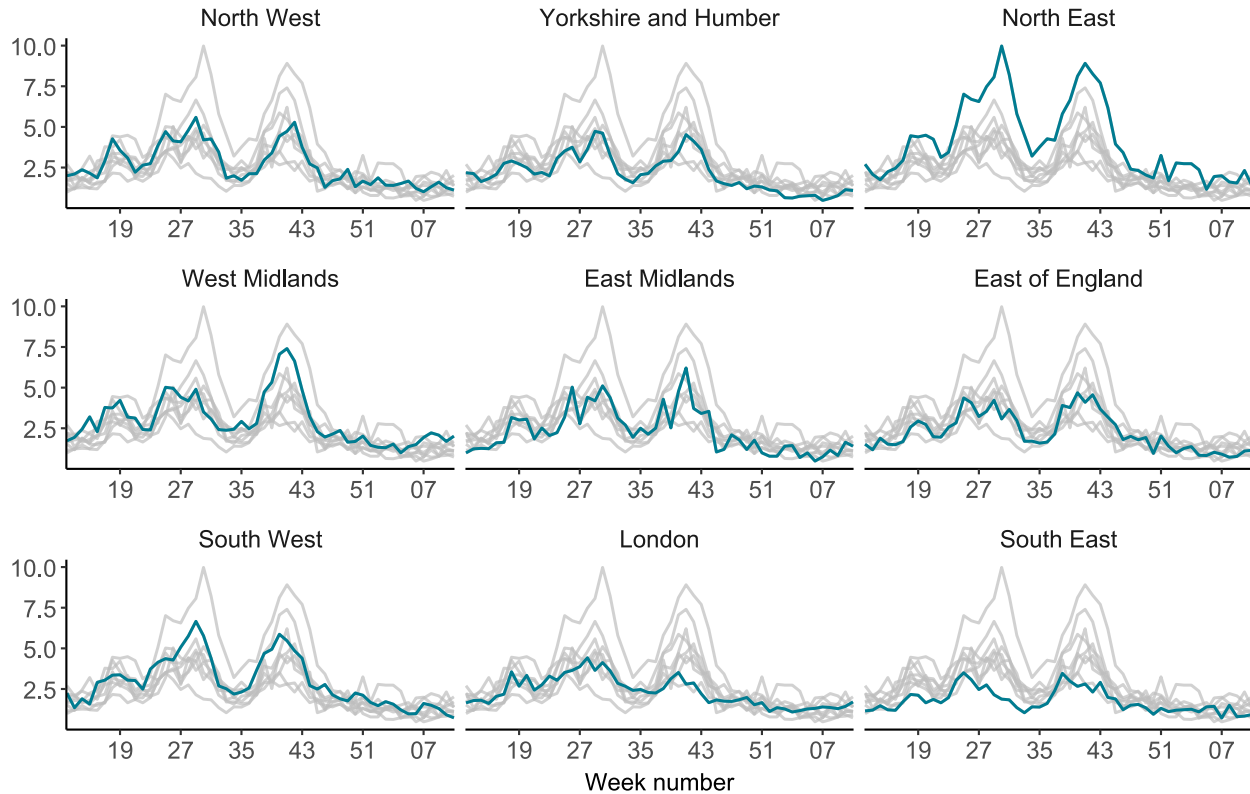 North West Yorkshire and Humber North East
10.0
7.5
5.0
2.5
19 27 35 43 51 07 19 27 35 43 51 07 19 27 35 43 51 07
West Midlands East Midlands East of England
10.0
7.5
5.0
2.5
19 27 35 43 51 07 19 27 35 43 51 07 19 27 35 43 51 07
South West London South East
10.0
7.5
5.0
2.5
19 27 35 43 51 07 19 27 35 43 51 07 19 27 35 43 51 07
Week number